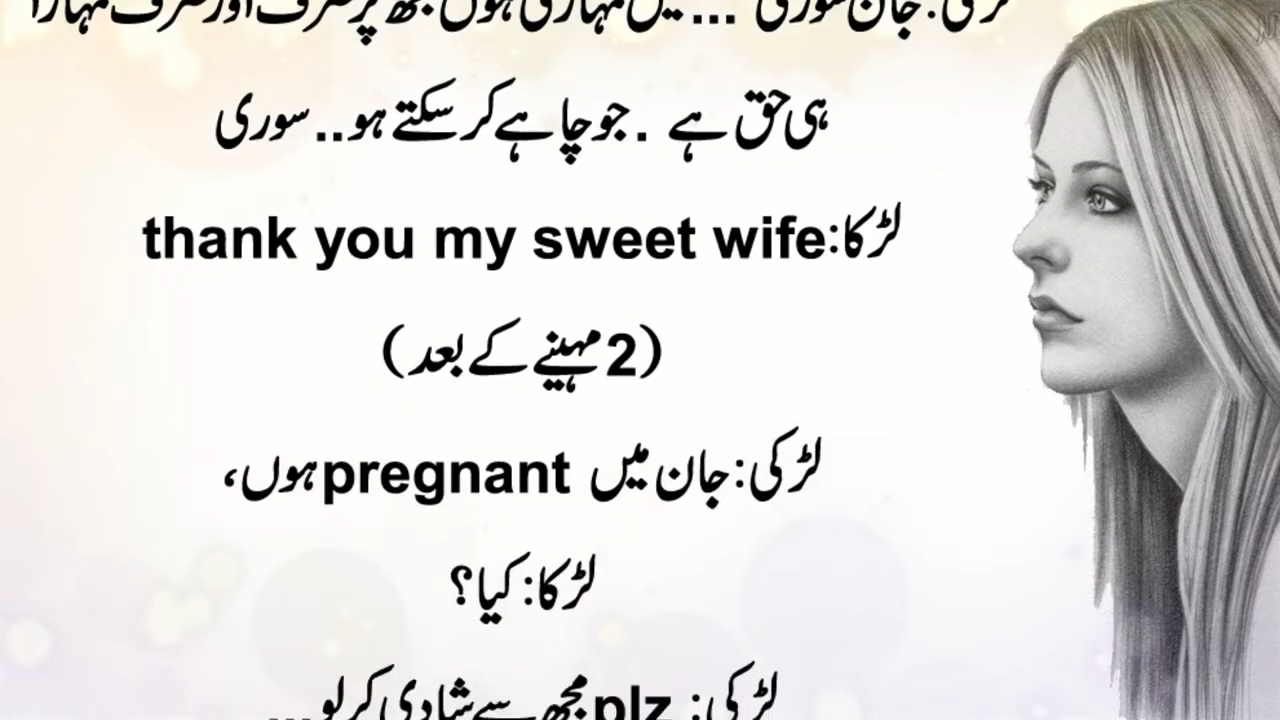 لڑکی: جان سوری ... میں تمہاری ہوں مجھ پر صرف اور صرف تمہارا
ہی حق ہے . جو چاہے کر سکتے ہو.. سوری
لڑکا: thank you my sweet wife
(2 مہینے کے بعد)
لڑکی: جان میں pregnant ہوں،
لڑکا: کیا؟
لڑکی: plz مجھ سے شادی کر لو...